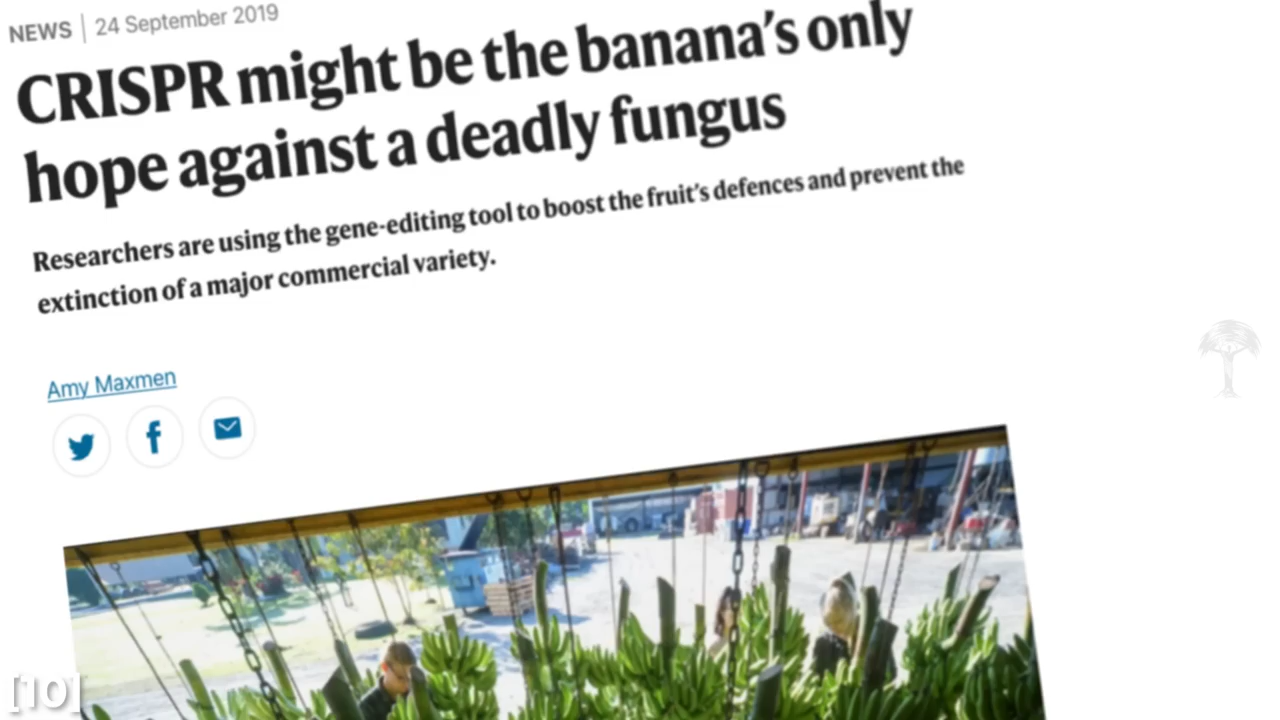 NEWS | 24 September 2019
CRISPR might be the banana's only
hope against a deadly fungus
Researchers are using the gene-editing tool to boost the fruit's defences and prevent the
extinction of a major commercial variety.
Amy Maxmen
[10]